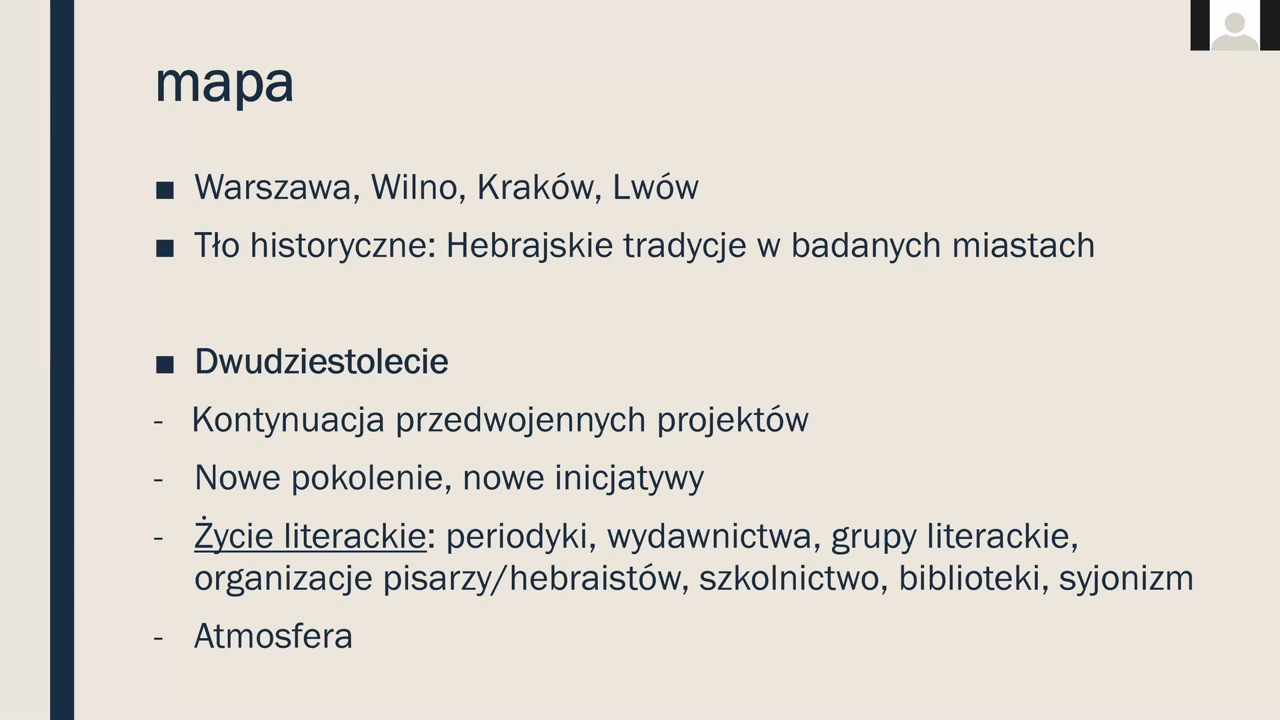 mapa
■ Warszawa, Wilno, Kraków, Lwów
■ Tło historyczne: Hebrajskie tradycje w badanych miastach
■ Dwudziestolecie
- Kontynuacja przedwojennych projektów
- Nowe pokolenie, nowe inicjatywy
- Życie literackie: periodyki, wydawnictwa, grupy literackie,
organizacje pisarzy/hebraistów, szkolnictwo, biblioteki, syjonizm
- Atmosfera